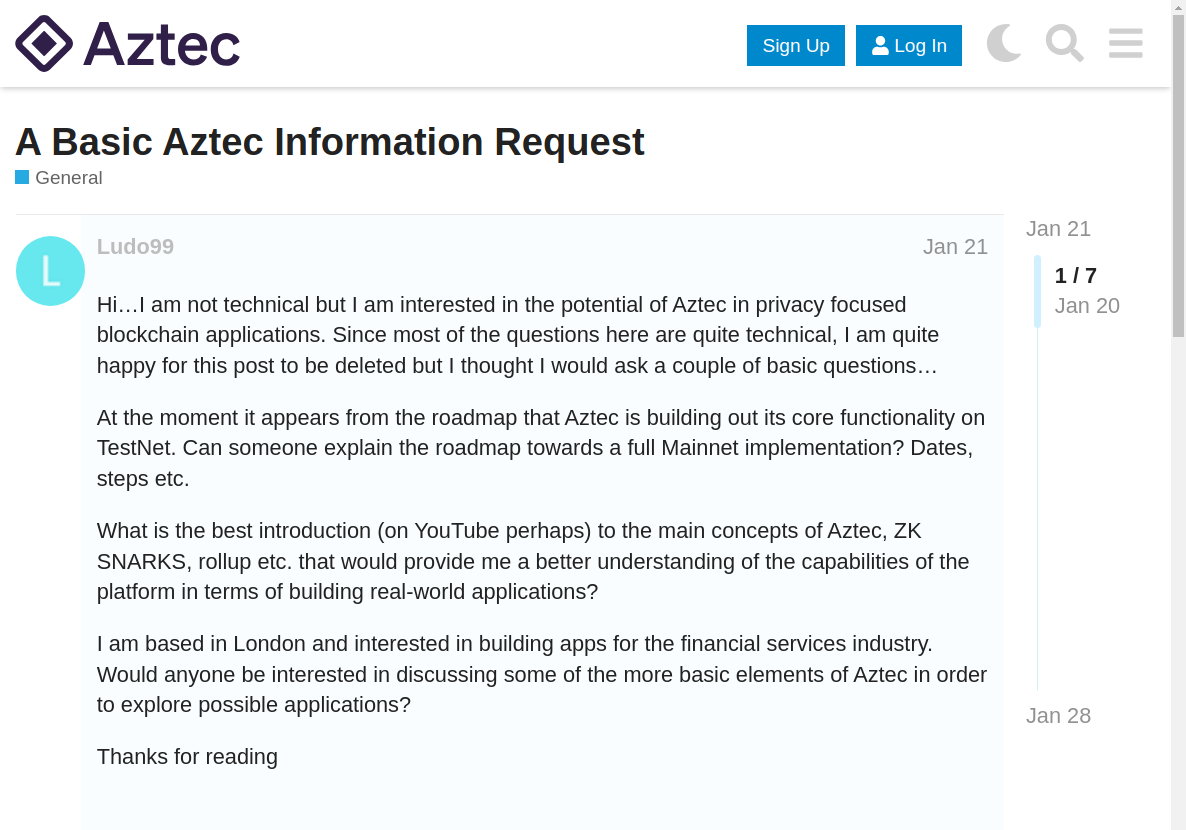 Aztec
Sign Up
Log In
A Basic Aztec Information Request
General
L
Ludo99
Jan 21
Hi…I am not technical but I am interested in the potential of Aztec in privacy focused
blockchain applications. Since most of the questions here are quite technical, I am quite
happy for this post to be deleted but I thought I would ask a couple of basic questions…
At the moment it appears from the roadmap that Aztec is building out its core functionality on
TestNet. Can someone explain the roadmap towards a full Mainnet implementation? Dates,
steps etc.
What is the best introduction (on YouTube perhaps) to the main concepts of Aztec, ZK
SNARKS, rollup etc. that would provide me a better understanding of the capabilities of the
platform in terms of building real-world applications?
I am based in London and interested in building apps for the financial services industry.
Would anyone be interested in discussing some of the more basic elements of Aztec in order
to explore possible applications?
Thanks for reading
Jan 21
1 / 7
Jan 20
Jan 28